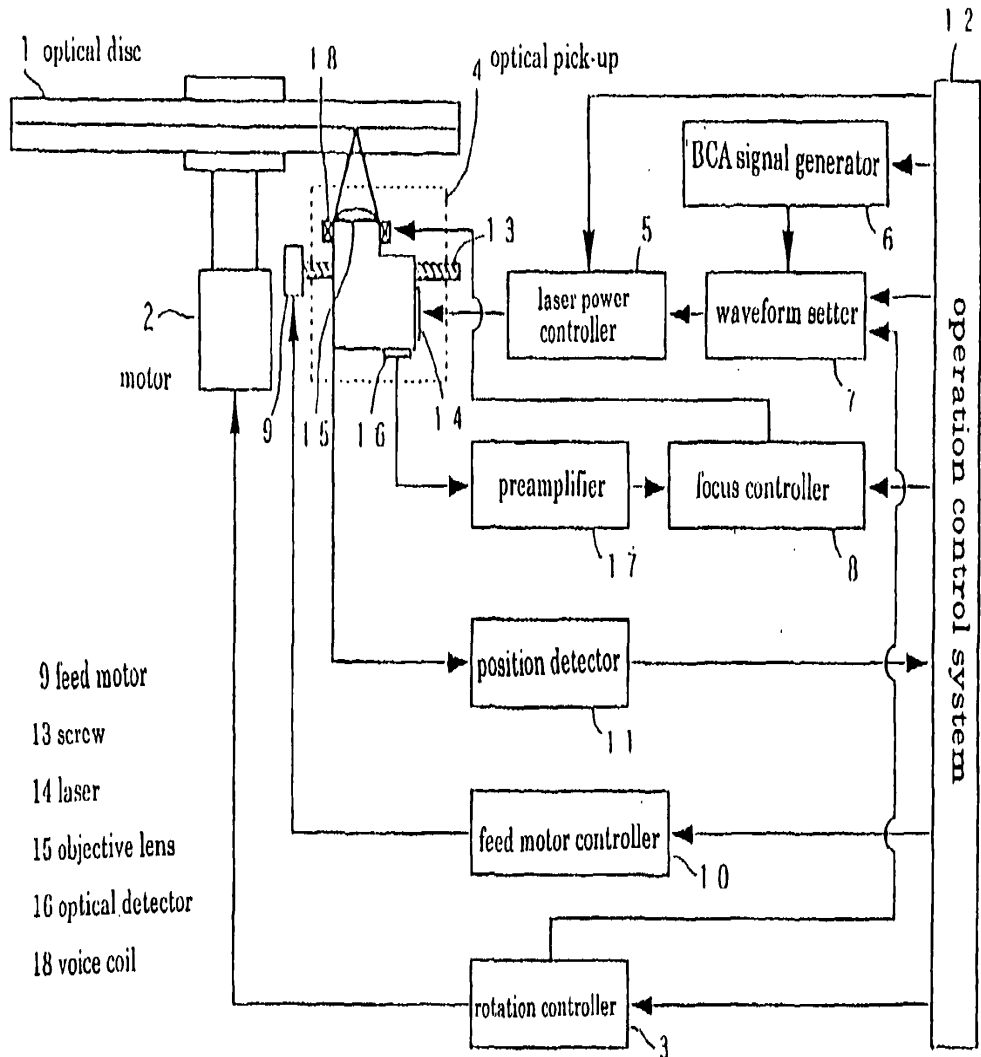 1 optical disc
18
4
optical pick-up
12
BCA signal generator
13
5
6
laser power
controller
waveform setter
2
motor
9
15
16
14
7
preamplifier
focus controller
17
8
operation control system
position detector
11
9 feed motor
13 screw
14 laser
15 objective lens
16 optical detector
18 voice coil
feed motor controller
10
rotation controller
3